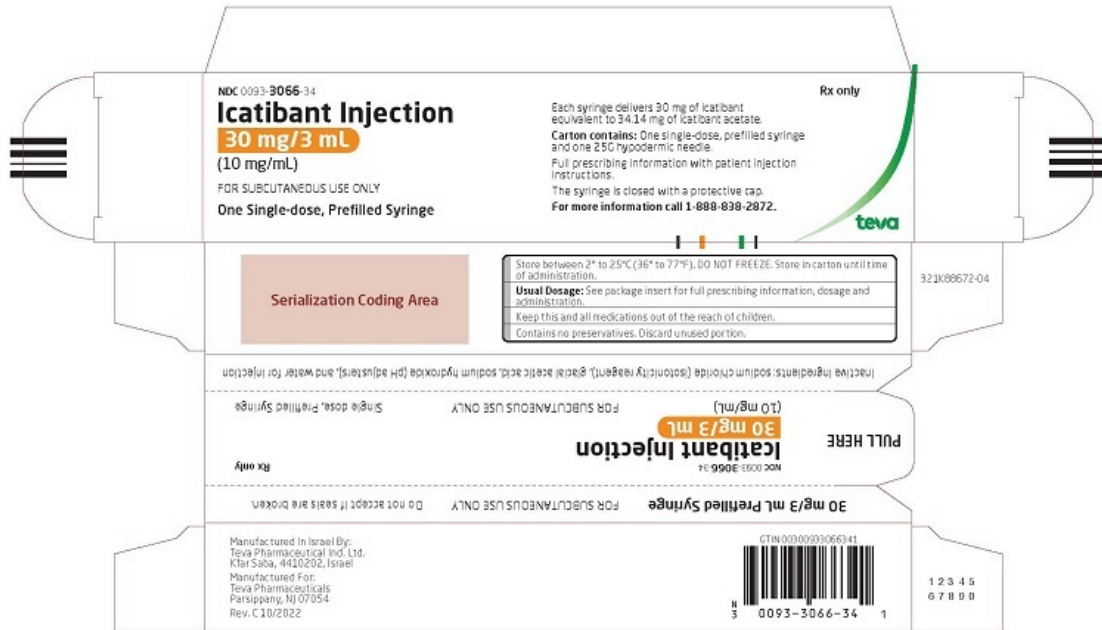 NDC 0093-3066-34
Icatibant Injection
30 mg/3 mL
(10 mg/mL)
FOR SUBCUTANEOUS USE ONLY
One Single-dose, Prefilled Syringe
Rx only
Each syringe delivers 30 mg of icatibant
equivalent to 34.14 mg of icatibant acetate.
Carton contains: One single-dose, prefilled syringe
and one 25G hypodermic needle.
Full prescribing information with patient injection
instructions.
The syringe is closed with a protective cap.
For more information call 1-888-838-2872.
teva
Serialization Coding Area
Store between 2° to 25°C (36° to 77°F). DO NOT FREEZE. Store in carton until time
of administration.
Usual Dosage: See package insert for full prescribing information, dosage and
administration.
Keep this and all medications out of the reach of children.
Contains no preservatives. Discard unused portion.
321K88672-04
Inactive Ingredients: sodium chloride (isotonicity reagent), glacial acetic acid, sodium hydroxide (pH adjusters), and water for injection
PULL HERE
NDC 0093-3066-34
Icatibant Injection
30 mg/3 mL
(10 mg/mL)
FOR SUBCUTANEOUS USE ONLY
Single dose, Prefilled Syringe
Rx only
30 mg/3 mL Prefilled Syringe
FOR SUBCUTANEOUS USE ONLY
Do not accept if seals are broken.
Manufactured In Israel By:
Teva Pharmaceutical Ind. Ltd.
Kfar Saba, 4410202, Israel
Manufactured For:
Teva Pharmaceuticals
Parsippany, NJ 07054
Rev. C 10/2022
GTIN 00300933066341
N
3 0093-3066-34 1
1 2 3 4 5
6 7 8 9 0